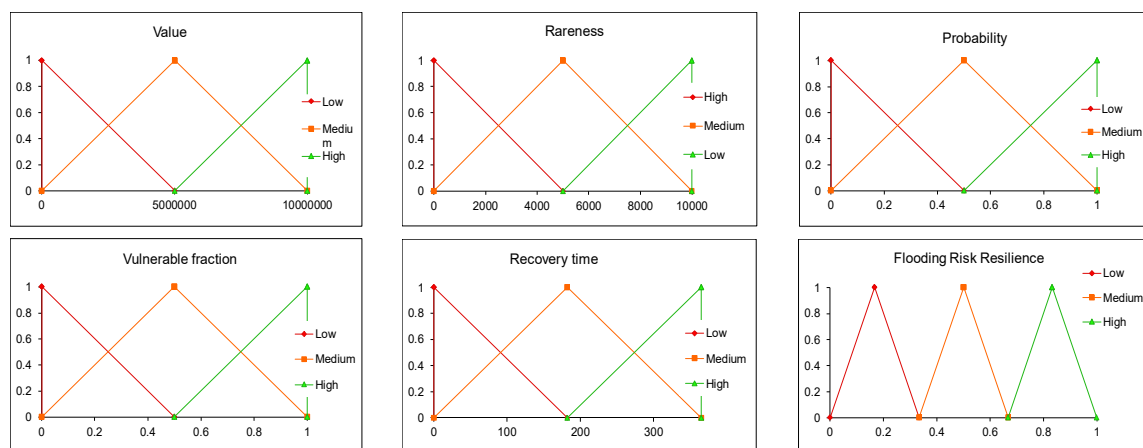 Value
1
0.8
0.6
0.4
0.2
0
0
5000000
10000000
Low
Mediu
m
High
Rareness
1
0.8
0.6
0.4
0.2
0
0
2000
4000
6000
8000
10000
High
Medium
Low
Probability
1
0.8
0.6
0.4
0.2
0
0
0.2
0.4
0.6
0.8
1
Low
Medium
High
Vulnerable fraction
1
0.8
0.6
0.4
0.2
0
0
0.2
0.4
0.6
0.8
1
Low
Medium
High
Recovery time
1
0.8
0.6
0.4
0.2
0
0
100
200
300
Low
Medium
High
Flooding Risk Resilience
1
0.8
0.6
0.4
0.2
0
0
0.2
0.4
0.6
0.8
1
Low
Medium
High